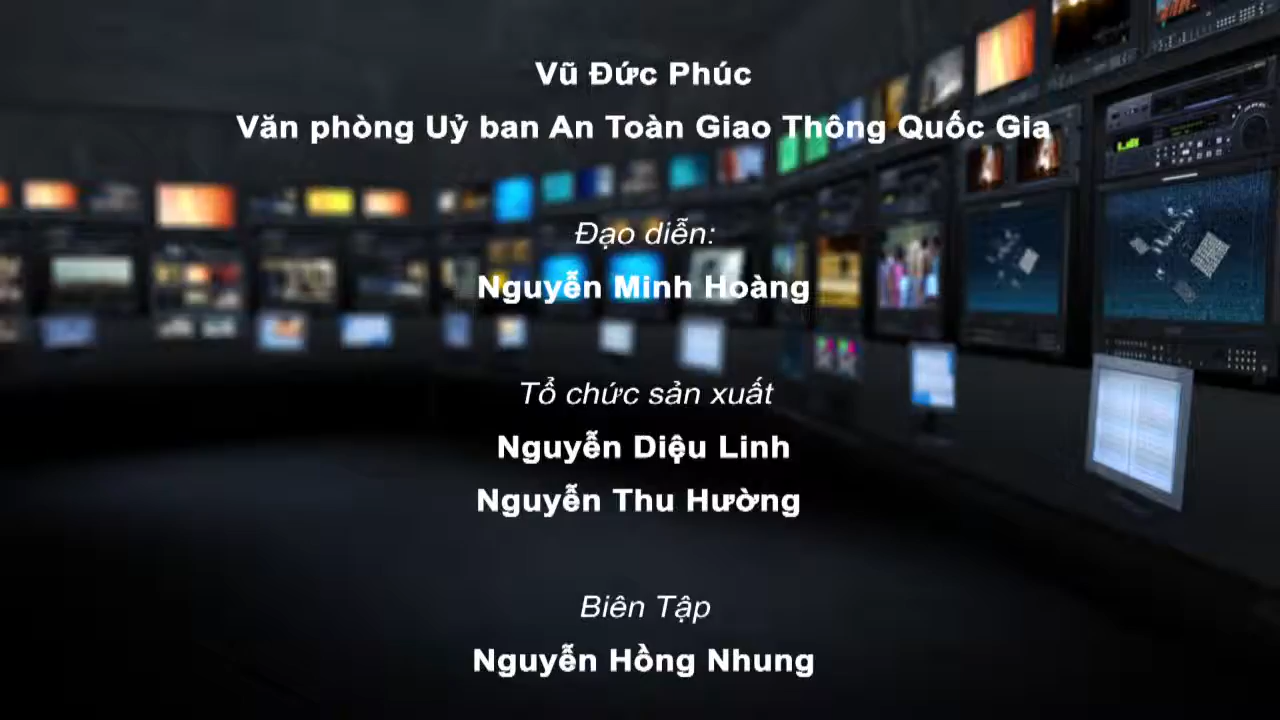 Vũ Đức Phúc
Văn phòng Uỷ ban An Toàn Giao Thông Quốc Gia
Đạo diễn:
Nguyễn Minh Hoàng
Tổ chức sản xuất
Nguyễn Diệu Linh
Nguyễn Thu Hường
Biên Tập
Nguyễn Hồng Nhung